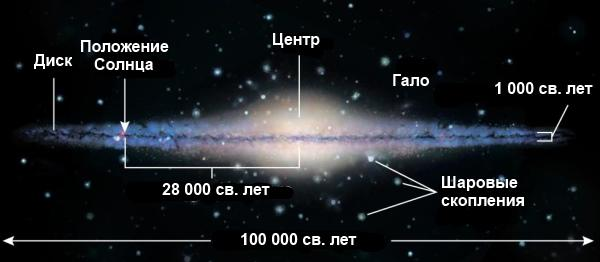 Диск
Положение
Солнца
Центр
Гало
1 000 св. лет
28 000 св. лет
Шаровые
скопления
100 000 св. лет